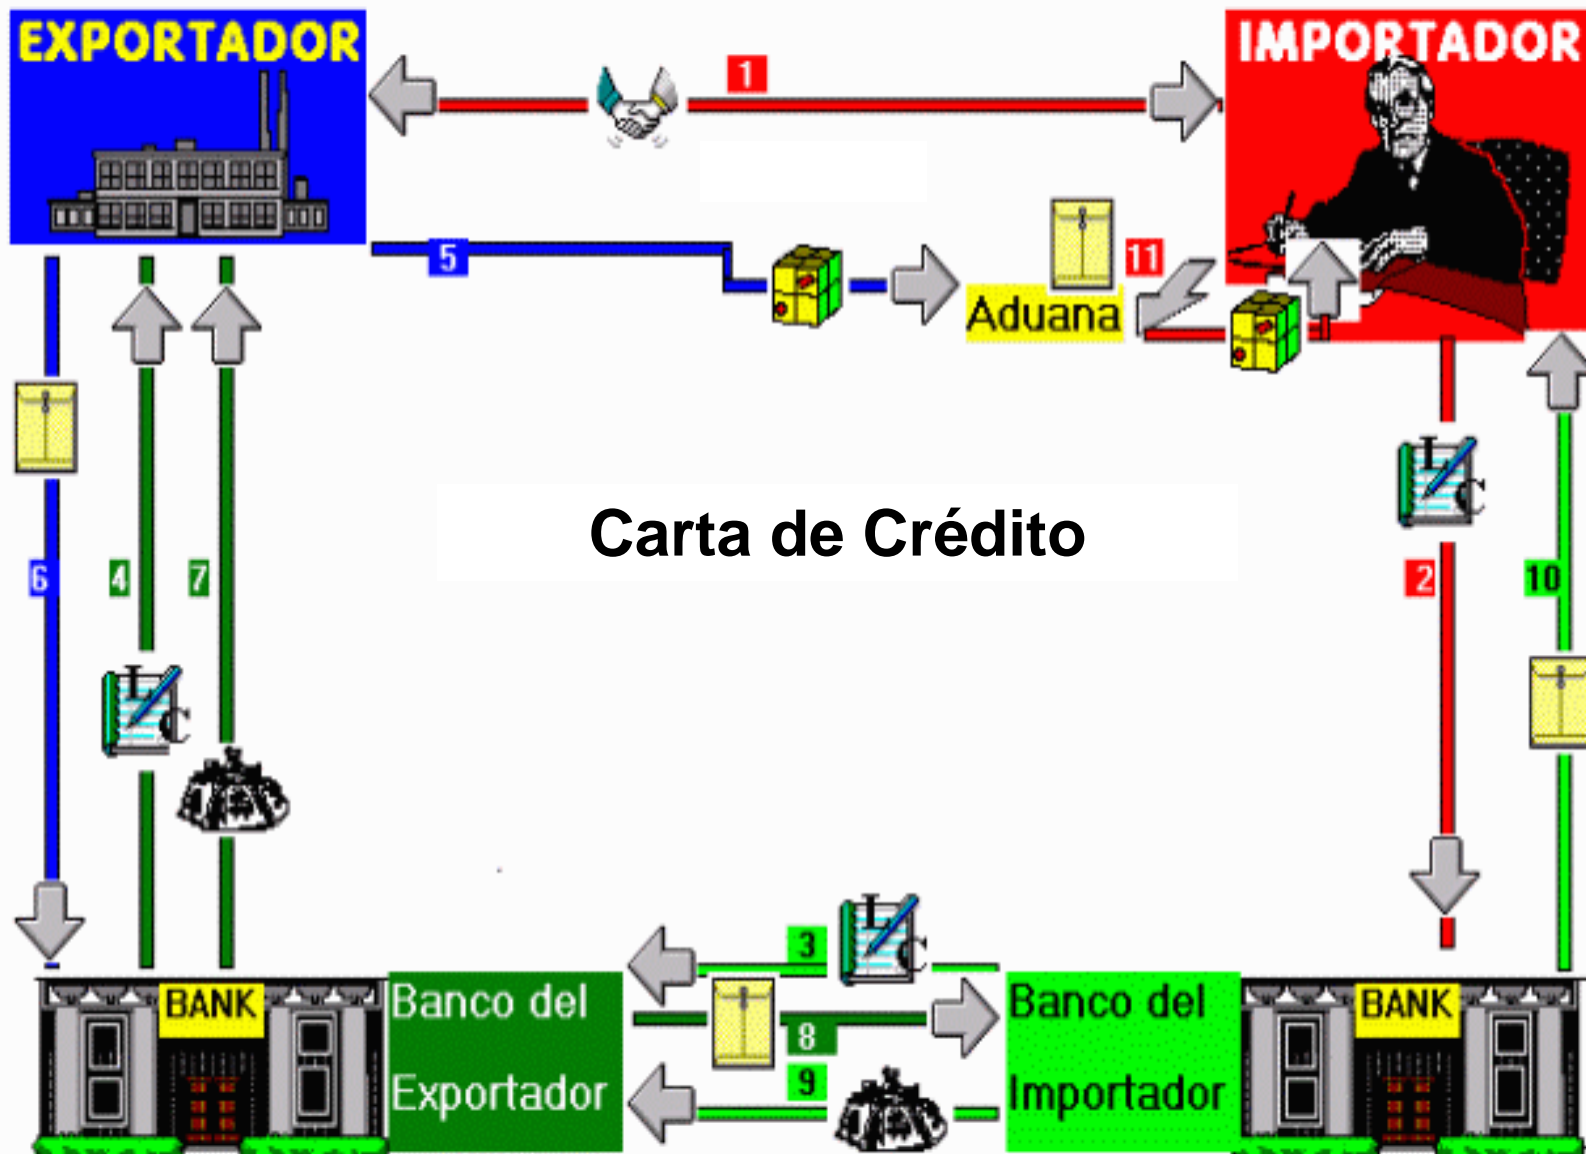 EXPORTADOR
IMPORTADOR
1
5
11
Aduana
Carta de Crédito
L
C
6
4
7
2
10
L
C
3
L
C
BANK
Banco del
Exportador
8
9
Banco del
Importador
BANK